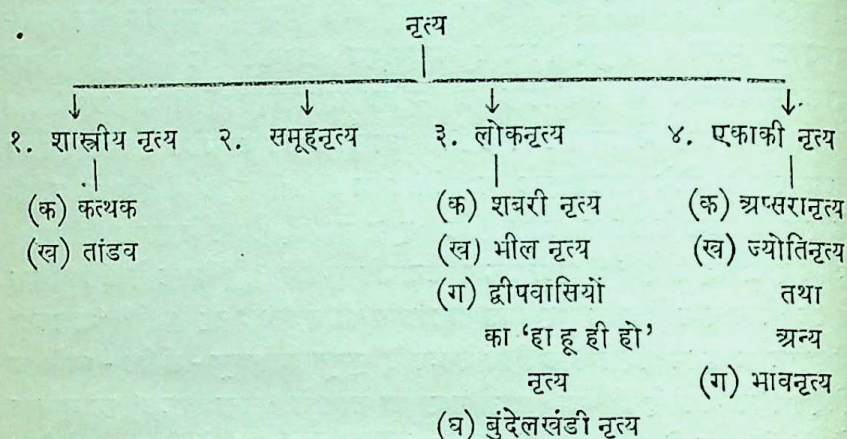 नृत्य
१. शास्त्रीय नृत्य २. समूहनृत्य ३. लोकनृत्य ४. एकाकी नृत्य
(क) कत्थक (क) शबरी नृत्य (क) अप्सरानृत्य
(ख) तांडव (ख) भील नृत्य (ख) ज्योतिनृत्य
(ग) द्वीपवासियों तथा
का ‘हा हू ही हो’ अन्य
नृत्य (ग) भावनृत्य
(घ) बुंदेलखंडी नृत्य